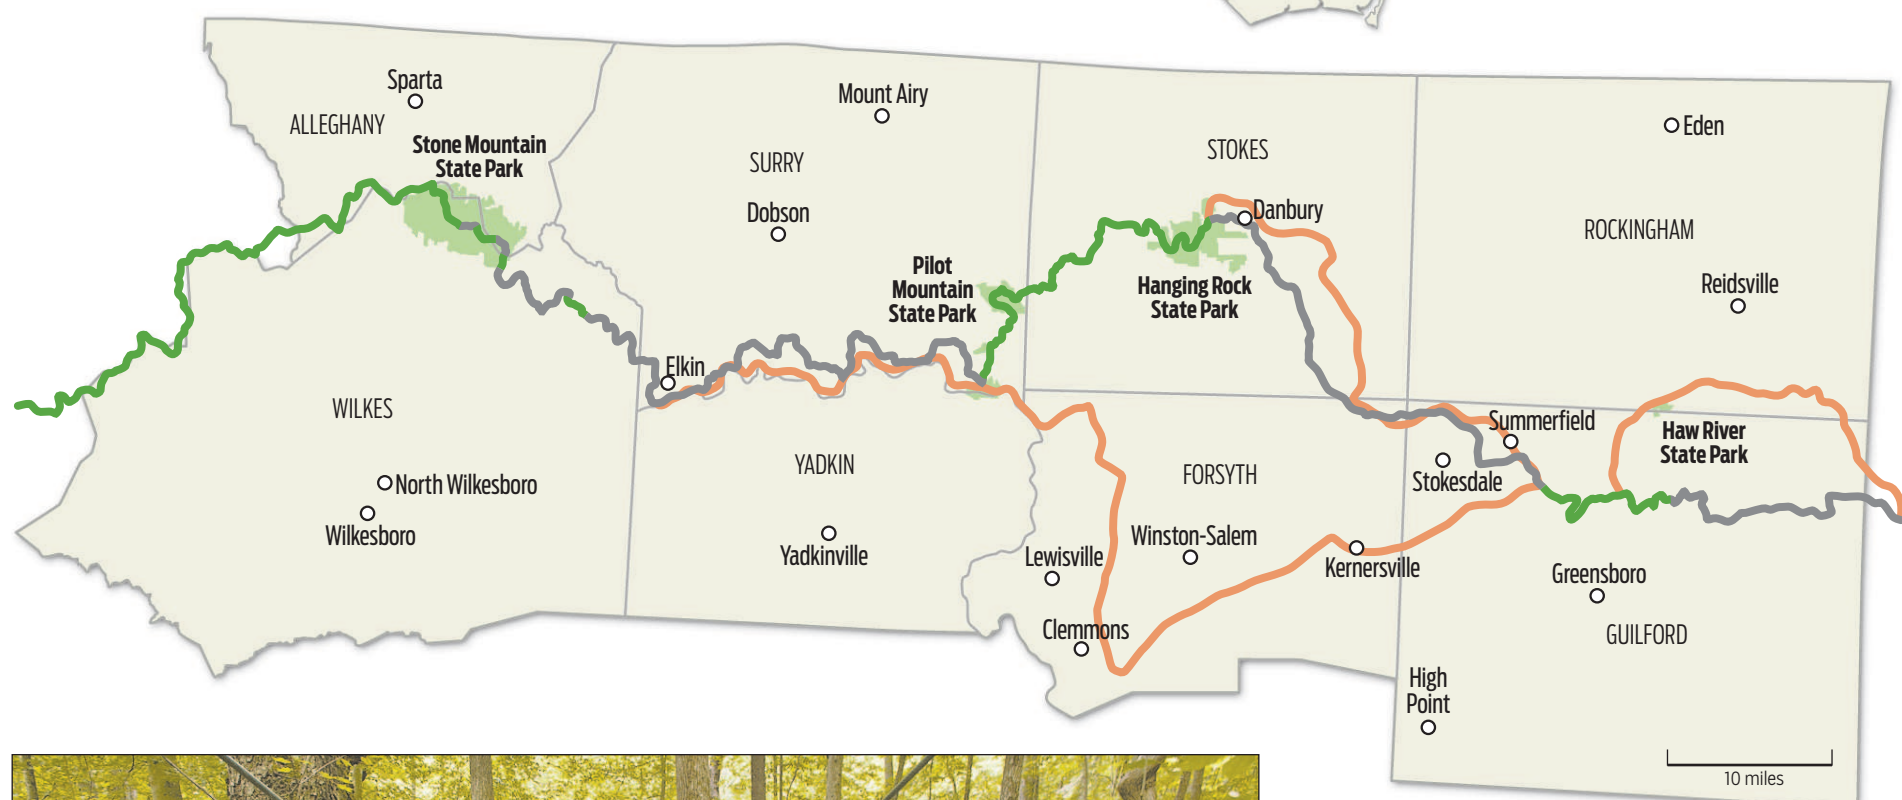 Sparta
ALLEGHANY
Stone Mountain
State Park
Mount Airy
SURRY
Dobson
Pilot
Mountain
State Park
STOKES
Danbury
Hanging Rock
State Park
Eden
ROCKINGHAM
Reidsville
Elkin
WILKES
North Wilkesboro
Wilkesboro
YADKIN
Yadkinville
FORSYTH
Winston-Salem
Lewisville
Clemmons
Kernersville
Summerfield
Stokesdale
Haw River
State Park
Greensboro
GUILFORD
High
Point
10 miles